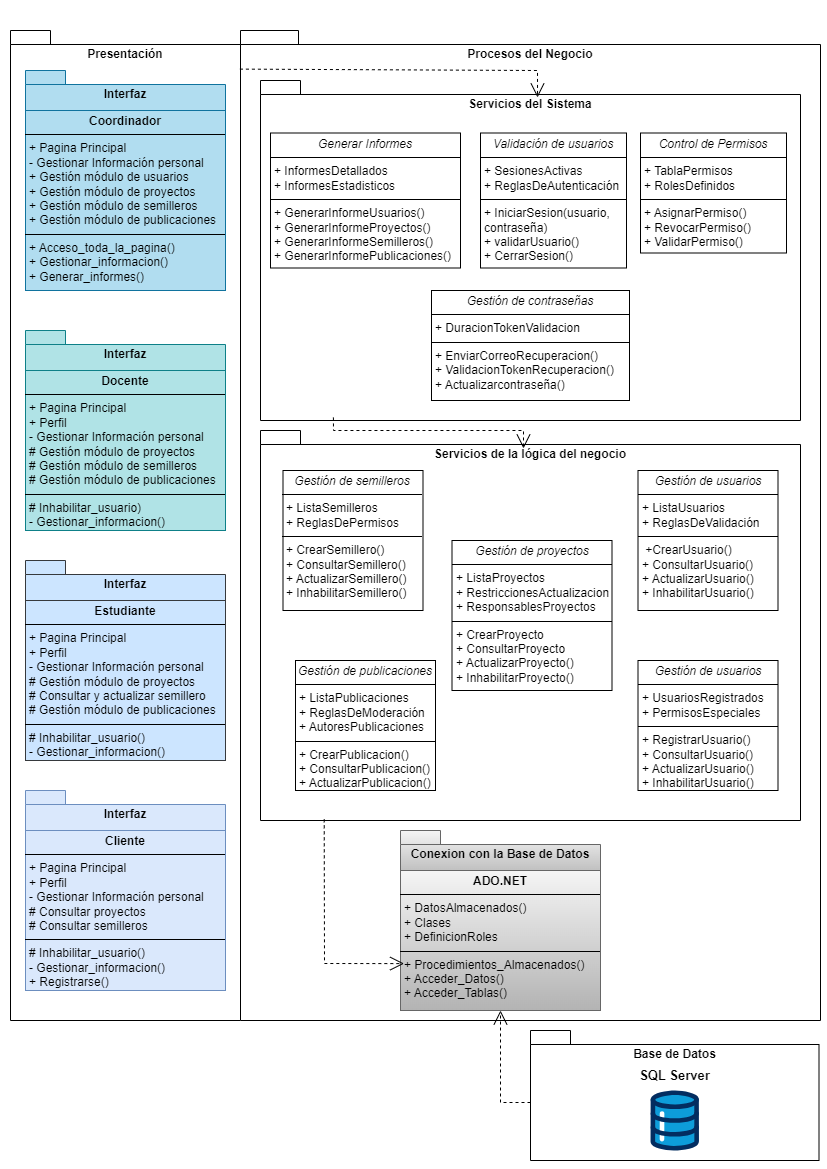 Presentación
Interfaz
Coordinador
+ Pagina Principal
- Gestionar Información personal
+ Gestión módulo de usuarios
+ Gestión módulo de proyectos
+ Gestión módulo de semilleros
+ Gestión módulo de publicaciones
+ Acceso_toda_la_pagina()
+ Gestionar_informacion()
+ Generar_informes()
Interfaz
Docente
+ Pagina Principal
+ Perfil
- Gestionar Información personal
# Gestión módulo de proyectos
# Gestión módulo de semilleros
# Gestión módulo de publicaciones
# Inhabilitar_usuario)
- Gestionar_informacion()
Interfaz
Estudiante
+ Pagina Principal
+ Perfil
- Gestionar Información personal
# Gestión módulo de proyectos
# Consultar y actualizar semillero
# Gestión módulo de publicaciones
# Inhabilitar_usuario()
- Gestionar_informacion()
Interfaz
Cliente
+ Pagina Principal
+ Perfil
- Gestionar Información personal
# Consultar proyectos
# Consultar semilleros
# Inhabilitar_usuario()
- Gestionar_informacion()
+ Registrarse()
Procesos del Negocio
Servicios del Sistema
Generar Informes
+ InformesDetallados
+ InformesEstadisticos
+ GenerarInformeUsuarios()
+ GenerarInformeProyectos()
+ GenerarInformeSemilleros()
+ GenerarInformePublicaciones()
Validación de usuarios
+ SesionesActivas
+ ReglasDeAutenticación
+ IniciarSesion(usuario,
contraseña)
+ validarUsuario()
+ CerrarSesion()
Control de Permisos
+ TablaPermisos
+ RolesDefinidos
+ AsignarPermiso()
+ RevocarPermiso()
+ ValidarPermiso()
Gestión de contraseñas
+ DuracionTokenValidacion
+ EnviarCorreoRecuperacion()
+ ValidacionTokenRecuperacion()
+ Actualizarcontraseña()
Servicios de la lógica del negocio
Gestión de semilleros
+ ListaSemilleros
+ ReglasDePermisos
+ CrearSemillero()
+ ConsultarSemillero()
+ ActualizarSemillero()
+ InhabilitarSemillero()
Gestión de proyectos
+ ListaProyectos
+ RestriccionesActualizacion
+ ResponsablesProyectos
+ CrearProyecto
+ ConsultarProyecto
+ ActualizarProyecto()
+ InhabilitarProyecto()
Gestión de usuarios
+ ListaUsuarios
+ ReglasDeValidación
+CrearUsuario()
+ ConsultarUsuario()
+ ActualizarUsuario()
+ InhabilitarUsuario()
Gestión de publicaciones
+ ListaPublicaciones
+ ReglasDeModeración
+ AutoresPublicaciones
+ CrearPublicacion()
+ ConsultarPublicacion()
+ ActualizarPublicacion()
Gestión de usuarios
+ UsuariosRegistrados
+ PermisosEspeciales
+ RegistrarUsuario()
+ ConsultarUsuario()
+ ActualizarUsuario()
+ InhabilitarUsuario()
Conexion con la Base de Datos
ADO.NET
+ DatosAlmacenados()
+ Clases
+ DefinicionRoles
+ Procedimientos_Almacenados()
+ Acceder_Datos()
+ Acceder_Tablas()
Base de Datos
SQL Server